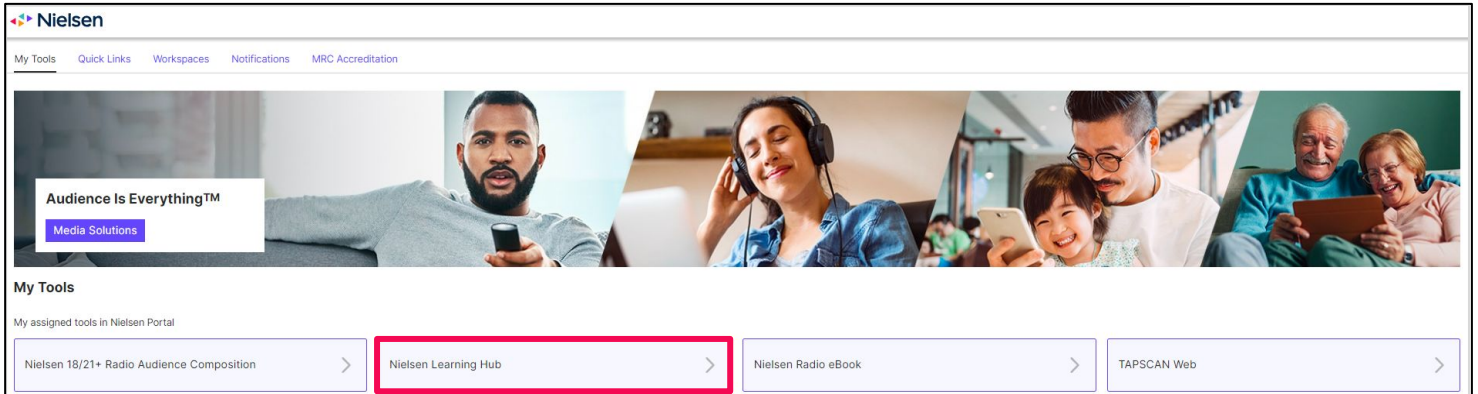 Nielsen
My Tools Quick Links Workspaces Notifications MRC Accreditation
Audience Is Everything™
Media Solutions
My Tools
My assigned tools in Nielsen Portal
Nielsen 18/21+ Radio Audience Composition
Nielsen Learning Hub
Nielsen Radio eBook
TAPSCAN Web